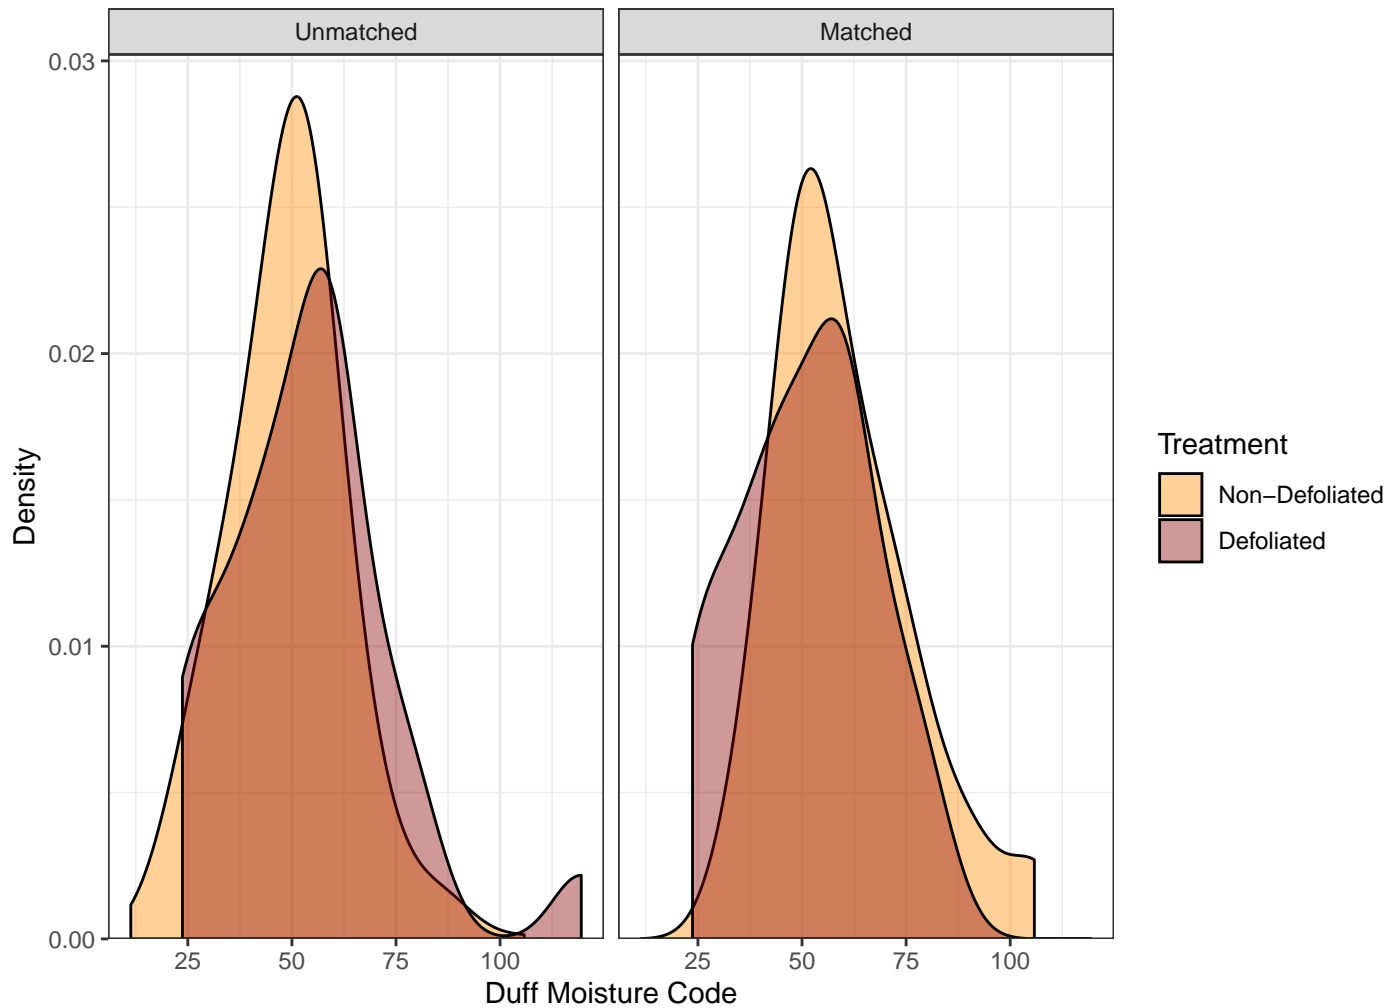 Unmatched
Matched
0.03
0.02
0.01
0.00
Density
25
50
75
100
25
50
75
100
Duff Moisture Code
Treatment
Non−Defoliated
Defoliated